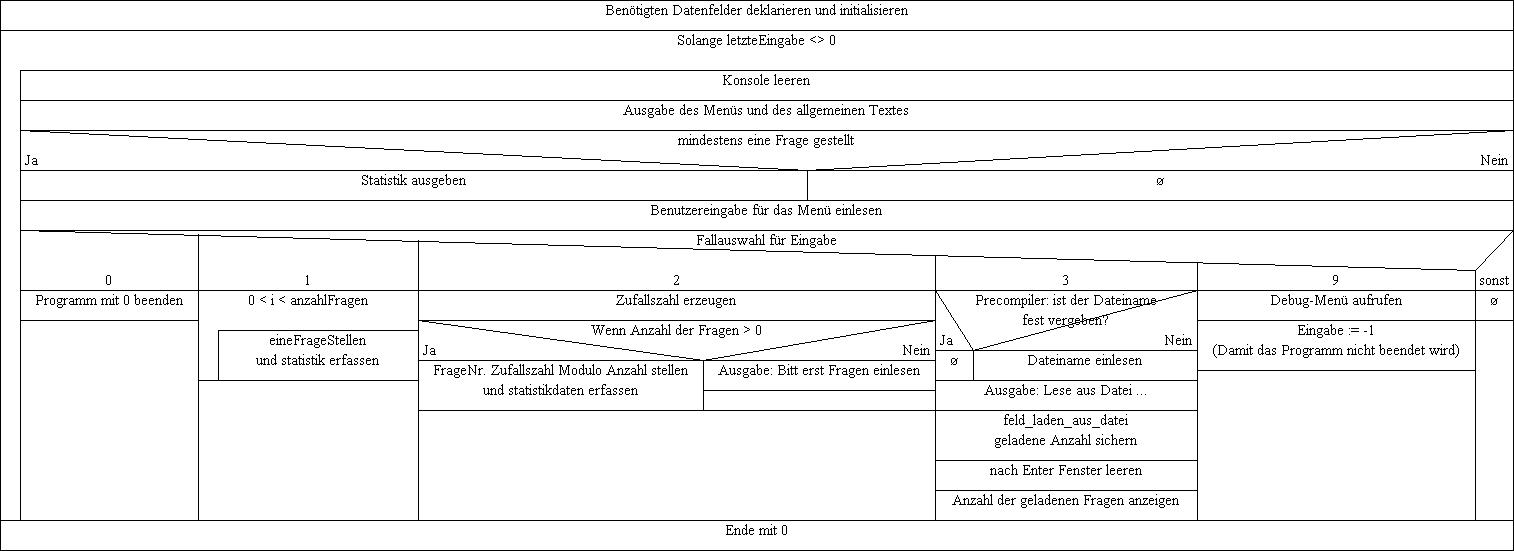 Benötigten Datenfelder deklarieren und initialisieren
Solange letzteEingabe <> 0
Konsole leeren
Ausgabe des Menüs und des allgemeinen Textes
mindestens eine Frage gestellt
Ja
Nein
Statistik ausgeben
ø
Benutzereingabe für das Menü einlesen
Fallauswahl für Eingabe
0
1
2
3
9
sonst
Programm mit 0 beenden
0 < i < anzahlFragen
eineFrageStellen
und statistik erfassen
Zufallszahl erzeugen
Wenn Anzahl der Fragen > 0
Ja
Nein
FrageNr. Zufallszahl Modulo Anzahl stellen
und statistikdaten erfassen
Ausgabe: Bitt erst Fragen einlesen
Precompiler: ist der Dateiname
fest vergeben?
Ja
Nein
ø
Dateiname einlesen
Ausgabe: Lese aus Datei ...
feld_laden_aus_datei
geladene Anzahl sichern
nach Enter Fenster leeren
Anzahl der geladenen Fragen anzeigen
Debug-Menü aufrufen
Eingabe := -1
(Damit das Programm nicht beendet wird)
ø
Ende mit 0